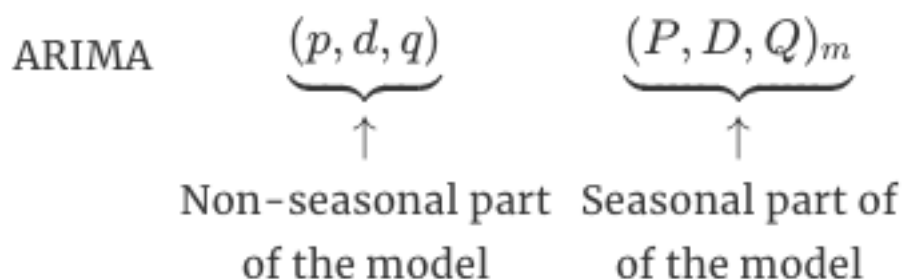 ARIMA (p, d, q) (P, D, Q)m
↑ ↑
Non-seasonal part Seasonal part of
of the model of the model